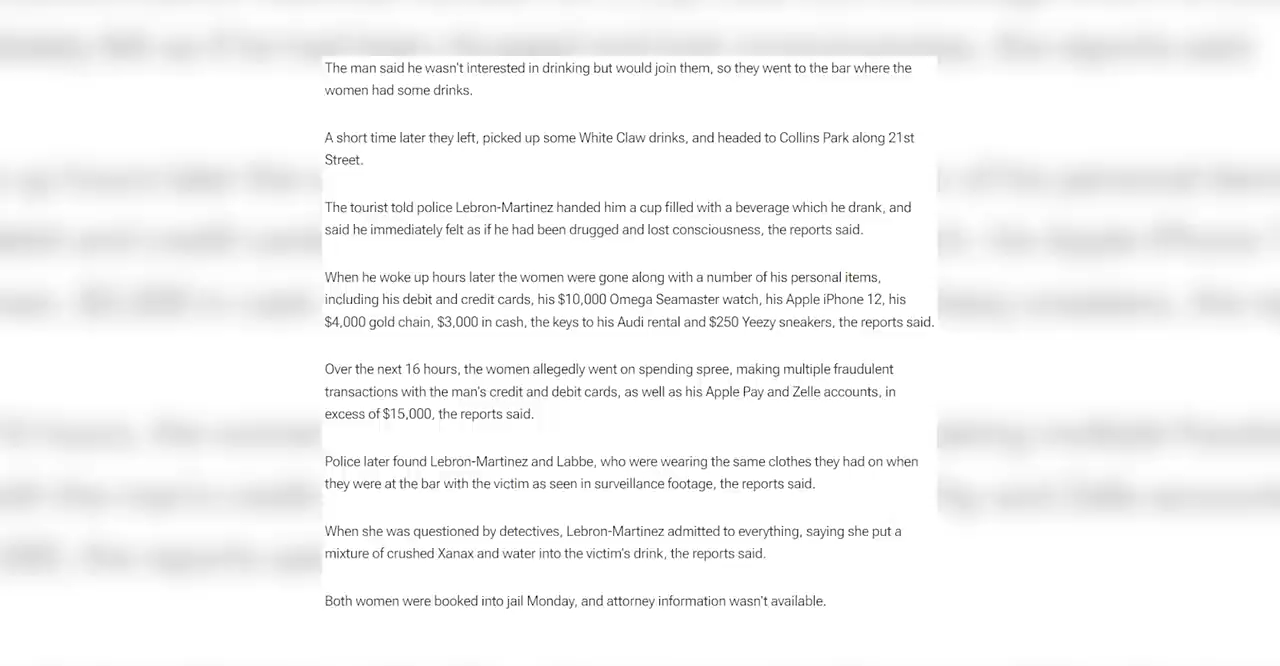 The man said he wasn't interested in drinking but would join them, so they went to the bar where the
women had some drinks.
A short time later they left, picked up some White Claw drinks, and headed to Collins Park along 21st
Street.
The tourist told police Lebron-Martinez handed him a cup filled with a beverage which he drank, and
said he immediately felt as if he had been drugged and lost consciousness, the reports said.
When he woke up hours later the women were gone along with a number of his personal items,
including his debit and credit cards, his $10,000 Omega Seamaster watch, his Apple iPhone 12, his
$4,000 gold chain, $3,000 in cash, the keys to his Audi rental and $250 Yeezy sneakers, the reports said.
Over the next 16 hours, the women allegedly went on spending spree, making multiple fraudulent
transactions with the man's credit and debit cards, as well as his Apple Pay and Zelle accounts, in
excess of $15,000, the reports said.
Police later found Lebron-Martinez and Labbe, who were wearing the same clothes they had on when
they were at the bar with the victim as seen in surveillance footage, the reports said.
When she was questioned by detectives, Lebron-Martinez admitted to everything, saying she put a
mixture of crushed Xanax and water into the victim's drink, the reports said.
Both women were booked into jail Monday, and attorney information wasn't available.